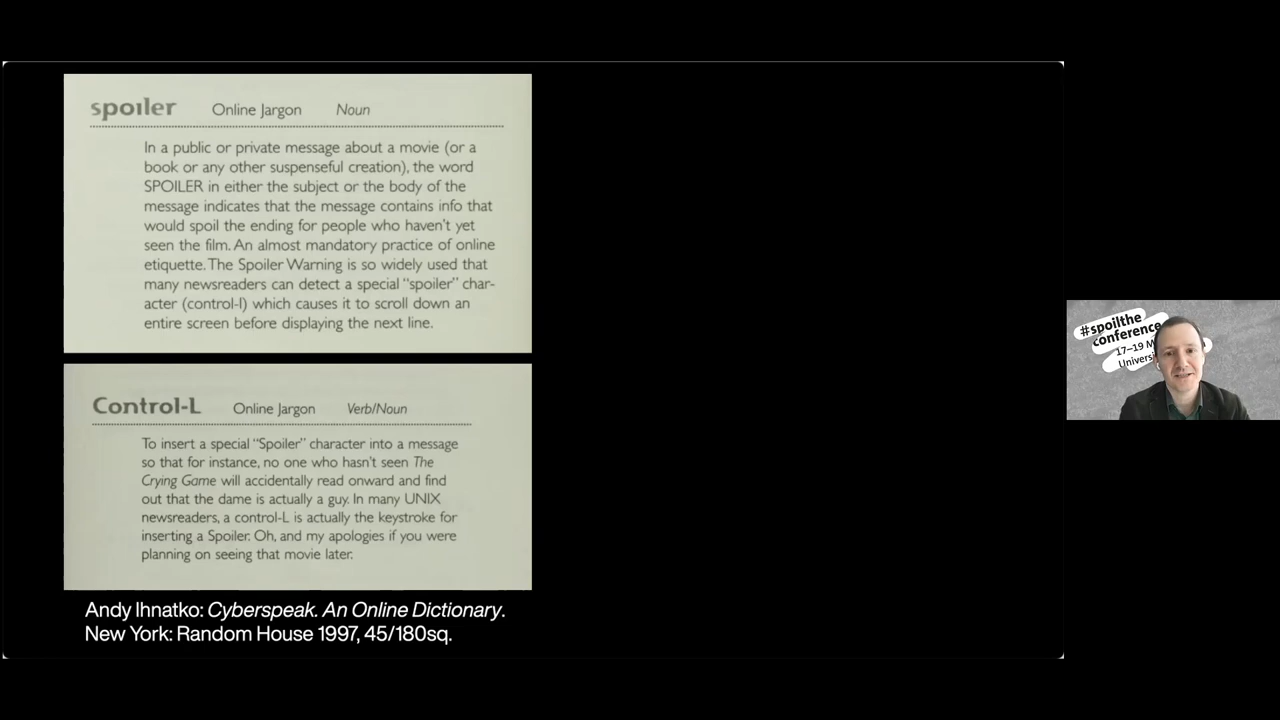 spoiler Online Jargon Noun
In a public or private message about a movie (or a
book or any other suspenseful creation), the word
SPOILER in either the subject or the body of the
message indicates that the message contains info that
would spoil the ending for people who haven't yet
seen the film. An almost mandatory practice of online
etiquette. The Spoiler Warning is so widely used that
many newsreaders can detect a special "spoiler" char-
acter (control-l) which causes it to scroll down an
entire screen before displaying the next line.
Control-L Online Jargon Verb/Noun
To insert a special "Spoiler" character into a message
so that for instance, no one who hasn't seen The
Crying Game will accidentally read onward and find
out that the dame is actually a guy. In many UNIX
newsreaders, a control-L is actually the keystroke for
inserting a Spoiler. Oh, and my apologies if you were
planning on seeing that movie later.
Andy Ihnatko: Cyberspeak. An Online Dictionary.
New York: Random House 1997, 45/180sq.
#spoilthe
conference
17–19 M
Universi